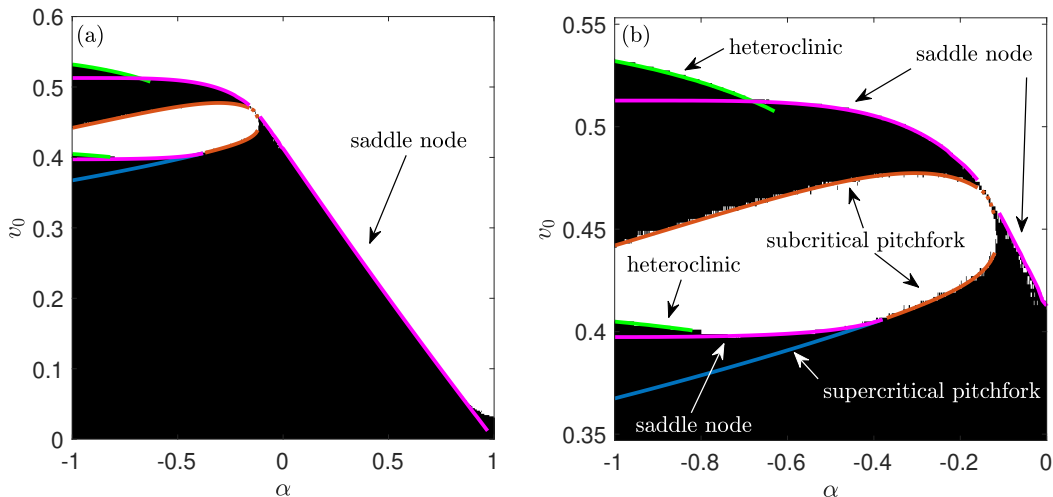 (a)
0.6
0.5
0.4
0.3
0.2
0.1
0
v0
saddle node
-1
-0.5
0
0.5
1
α
(b)
0.55
0.5
0.45
0.4
0.35
v0
heteroclinic
saddle node
subcritical pitchfork
heteroclinic
supercritical pitchfork
saddle node
-1
-0.8
-0.6
-0.4
-0.2
0
α